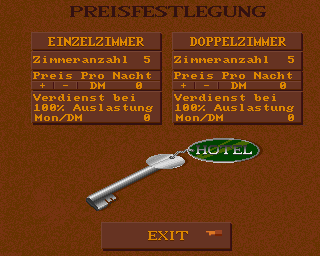 PREISFESTLEGUNG
EINZELZIMMER
Zimmeranzahl 5
Preis Pro Nacht
+ - DM 0
Verdienst bei
100% Auslastung
Mon/DM 0
DOPPELZIMMER
Zimmeranzahl 5
Preis Pro Nacht
+ - DM 0
Verdienst bei
100% Auslastung
Mon/DM 0
HOTEL
EXIT